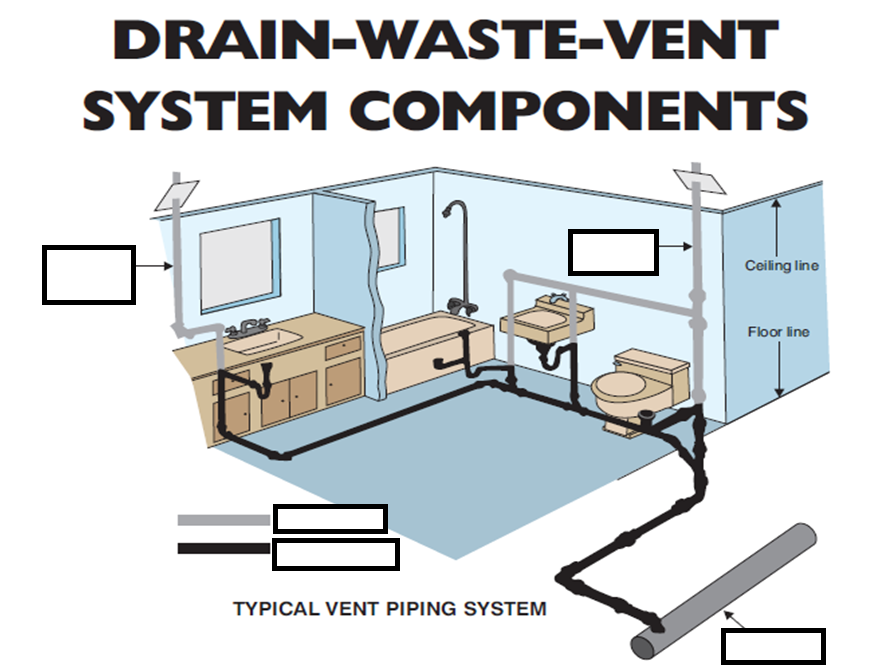 DRAIN-WASTE-VENT
SYSTEM COMPONENTS
Ceiling line
Floor line
TYPICAL VENT PIPING SYSTEM